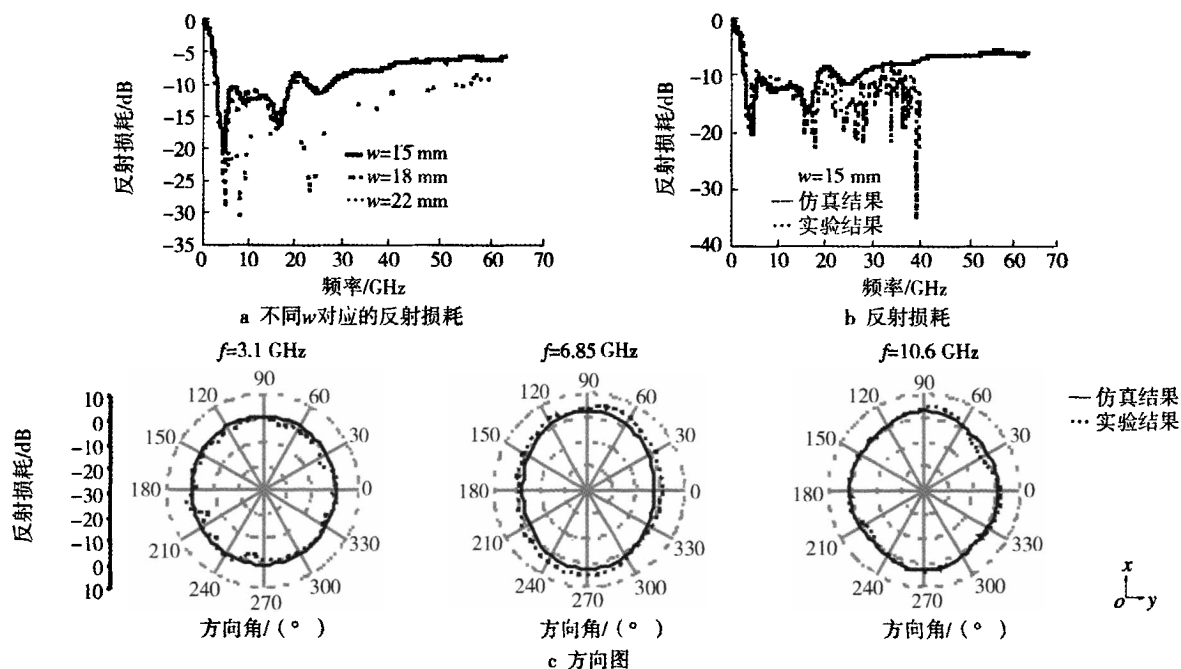 0
-5
-10
-15
-20
-25
-30
-35
反射损耗/dB
w=15 mm
w=18 mm
w=22 mm
0 10 20 30 40 50 60 70
频率/GHz
a 不同w对应的反射损耗
0
-10
-20
-30
-40
反射损耗/dB
w=15 mm
仿真结果
实验结果
0 10 20 30 40 50 60 70
频率/GHz
b 反射损耗
f=3.1 GHz
f=6.85 GHz
f=10.6 GHz
10
0
-10
-20
-30
-20
-10
0
10
反射损耗/dB
90
120 60
150 30
180 0
210 330
240 300
270
方向角/(°)
90
120 60
150 30
180 0
210 330
240 300
270
方向角/(°)
90
120 60
150 30
180 0
210 330
240 300
270
方向角/(°)
仿真结果
实验结果
x
o y
c 方向图